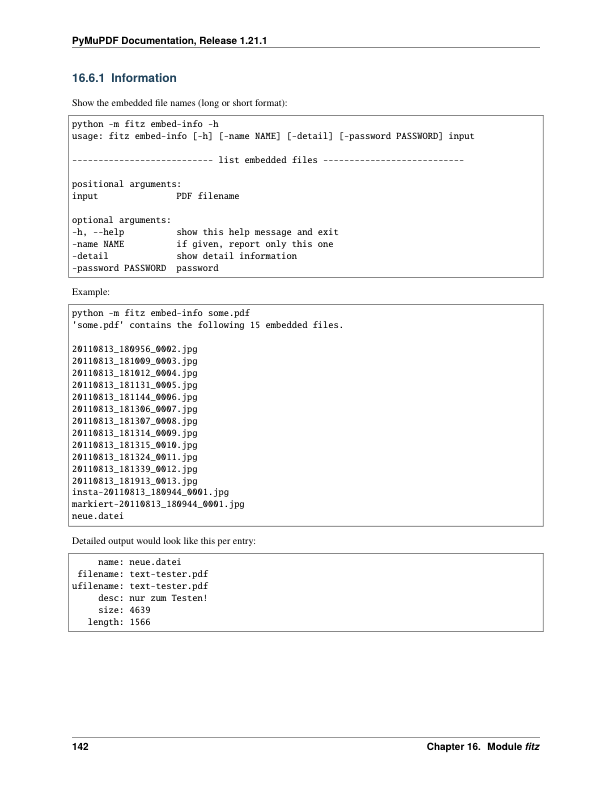 PyMuPDF Documentation, Release 1.21.1
16.6.1 Information
Show the embedded file names (long or short format):
python -m fitz embed-info -h
usage: fitz embed-info [-h] [-name NAME] [-detail] [-password PASSWORD] input
--------------------------- list embedded files ---------------------------
positional arguments:
input               PDF filename
optional arguments:
-h, --help          show this help message and exit
-name NAME          if given, report only this one
-detail             show detail information
-password PASSWORD  password
Example:
python -m fitz embed-info some.pdf
'some.pdf' contains the following 15 embedded files.
20110813_180956_0002.jpg
20110813_181009_0003.jpg
20110813_181012_0004.jpg
20110813_181131_0005.jpg
20110813_181144_0006.jpg
20110813_181306_0007.jpg
20110813_181307_0008.jpg
20110813_181314_0009.jpg
20110813_181315_0010.jpg
20110813_181324_0011.jpg
20110813_181339_0012.jpg
20110813_181913_0013.jpg
insta-20110813_180944_0001.jpg
markiert-20110813_180944_0001.jpg
neue.datei
Detailed output would look like this per entry:
name: neue.datei
filename: text-tester.pdf
ufilename: text-tester.pdf
desc: nur zum Testen!
size: 4639
length: 1566
142 Chapter 16. Module fitz